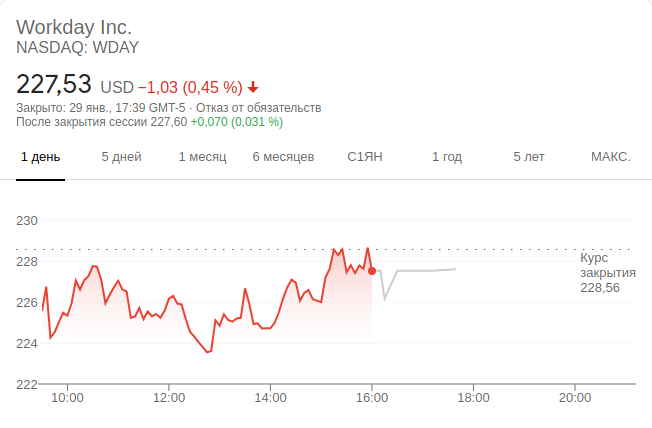 Workday Inc.
NASDAQ: WDAY
227,53 USD −1,03 (0,45 %)
Закрыто: 29 янв., 17:39 GMT-5 · Отказ от обязательств
После закрытия сессии 227,60 +0,070 (0,031 %)
1 день 5 дней 1 месяц 6 месяцев С1ЯН 1 год 5 лет МАКС.
230
228
226
224
222
Курс
закрытия
228,56
10:00 12:00 14:00 16:00 18:00 20:00